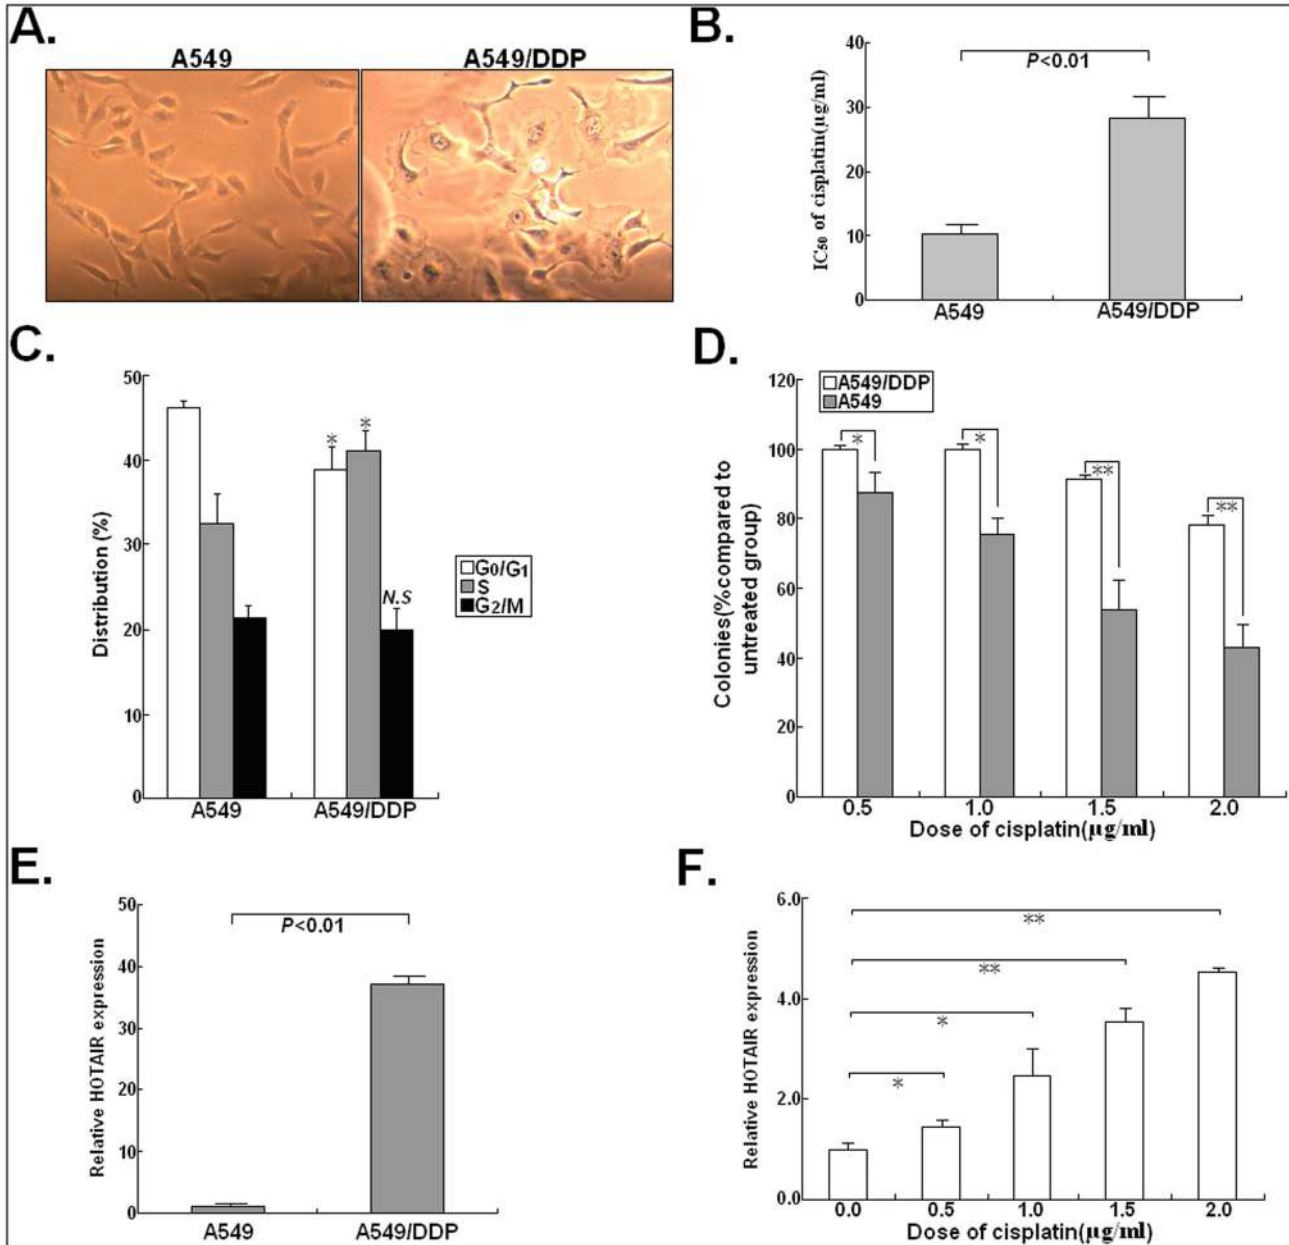 A.
A549
A549/DDP
B.
IC50 of cisplatin(µg/ml)
40
30
20
10
0
P<0.01
A549
A549/DDP
C.
Distribution (%)
50
40
30
20
10
0
*
*
N.S
G0/G1
S
G2/M
A549
A549/DDP
D.
Colonies(%compared to
untreated group)
120
100
80
60
40
20
0
A549/DDP
A549
*
*
**
**
0.5
1.0
1.5
2.0
Dose of cisplatin(µg/ml)
E.
Relative HOTAIR expression
50
40
30
20
10
0
P<0.01
A549
A549/DDP
F.
Relative HOTAIR expression
6.0
4.0
2.0
0.0
**
**
*
*
0.0
0.5
1.0
1.5
2.0
Dose of cisplatin(µg/ml)